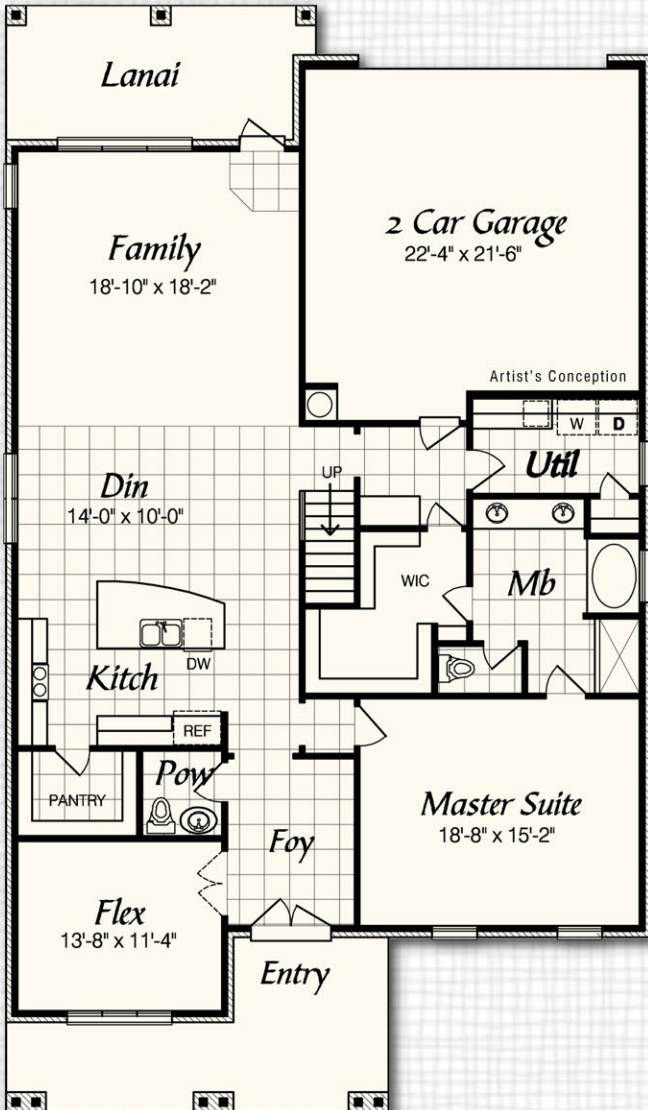 Lanai
2 Car Garage
22'-4" x 21'-6"
Family
18'-10" x 18'-2"
Artist's Conception
W
D
Util
UP
Din
14'-0" x 10'-0"
WIC
Mb
DW
Kitch
REF
Pow
PANTRY
Master Suite
18'-8" x 15'-2"
Foy
Flex
13'-8" x 11'-4"
Entry